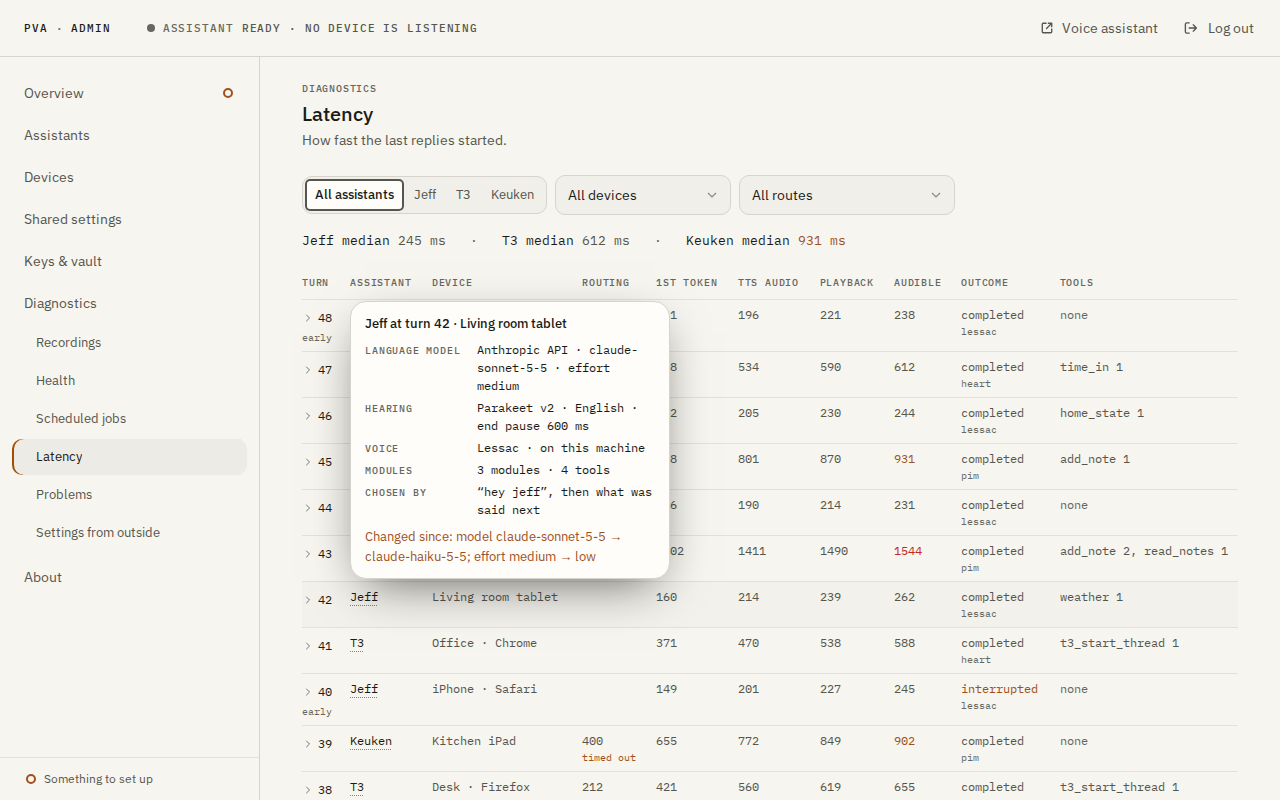 PVA · ADMIN
ASSISTANT READY · NO DEVICE IS LISTENING
Voice assistant
Log out
Overview
Assistants
Devices
Shared settings
Keys & vault
Diagnostics
Recordings
Health
Scheduled jobs
Latency
Problems
Settings from outside
About
Something to set up
DIAGNOSTICS
Latency
How fast the last replies started.
All assistants Jeff T3 Keuken
All devices
All routes
Jeff median 245 ms · T3 median 612 ms · Keuken median 931 ms
TURN ASSISTANT DEVICE ROUTING 1ST TOKEN TTS AUDIO PLAYBACK AUDIBLE OUTCOME TOOLS
48 196 221 238 completed none
early lessac
47 534 590 612 completed time_in 1
heart
46 205 230 244 completed home_state 1
lessac
45 801 870 931 completed add_note 1
pim
44 190 214 231 completed none
lessac
43 1411 1490 1544 completed add_note 2, read_notes 1
pim
Jeff at turn 42 · Living room tablet
LANGUAGE MODEL Anthropic API · claude-
sonnet-5-5 · effort
medium
HEARING Parakeet v2 · English ·
end pause 600 ms
VOICE Lessac · on this machine
MODULES 3 modules · 4 tools
CHOSEN BY “hey jeff”, then what was
said next
Changed since: model claude-sonnet-5-5 →
claude-haiku-5-5; effort medium → low
42 Jeff Living room tablet 160 214 239 262 completed weather 1
lessac
41 T3 Office · Chrome 371 470 538 588 completed t3_start_thread 1
heart
40 Jeff iPhone · Safari 149 201 227 245 interrupted none
early lessac
39 Keuken Kitchen iPad 400 655 772 849 902 completed none
timed out pim
38 T3 Desk · Firefox 212 421 560 619 655 completed t3_start_thread 1